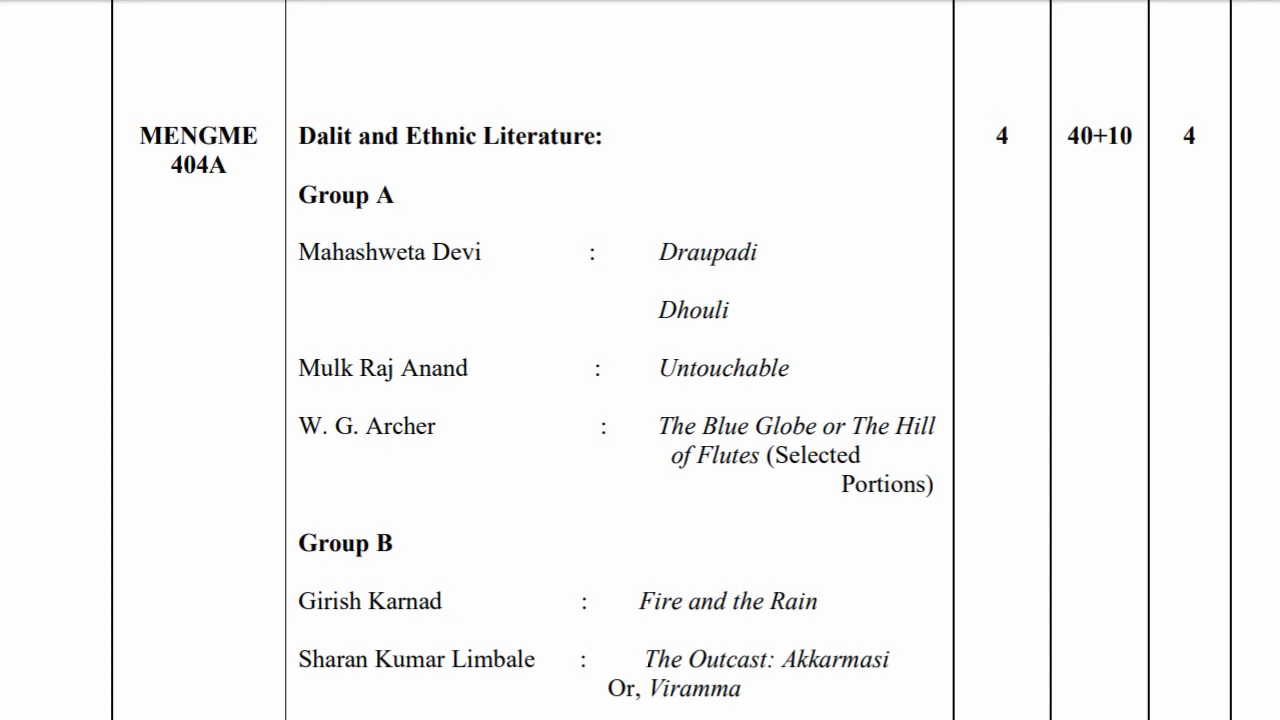 MENGME
404A
Dalit and Ethnic Literature:
4
40+10
4
Group A
Mahashweta Devi : Draupadi
Dhouli
Mulk Raj Anand : Untouchable
W. G. Archer : The Blue Globe or The Hill
of Flutes (Selected
Portions)
Group B
Girish Karnad : Fire and the Rain
Sharan Kumar Limbale : The Outcast: Akkarmasi
Or, Viramma